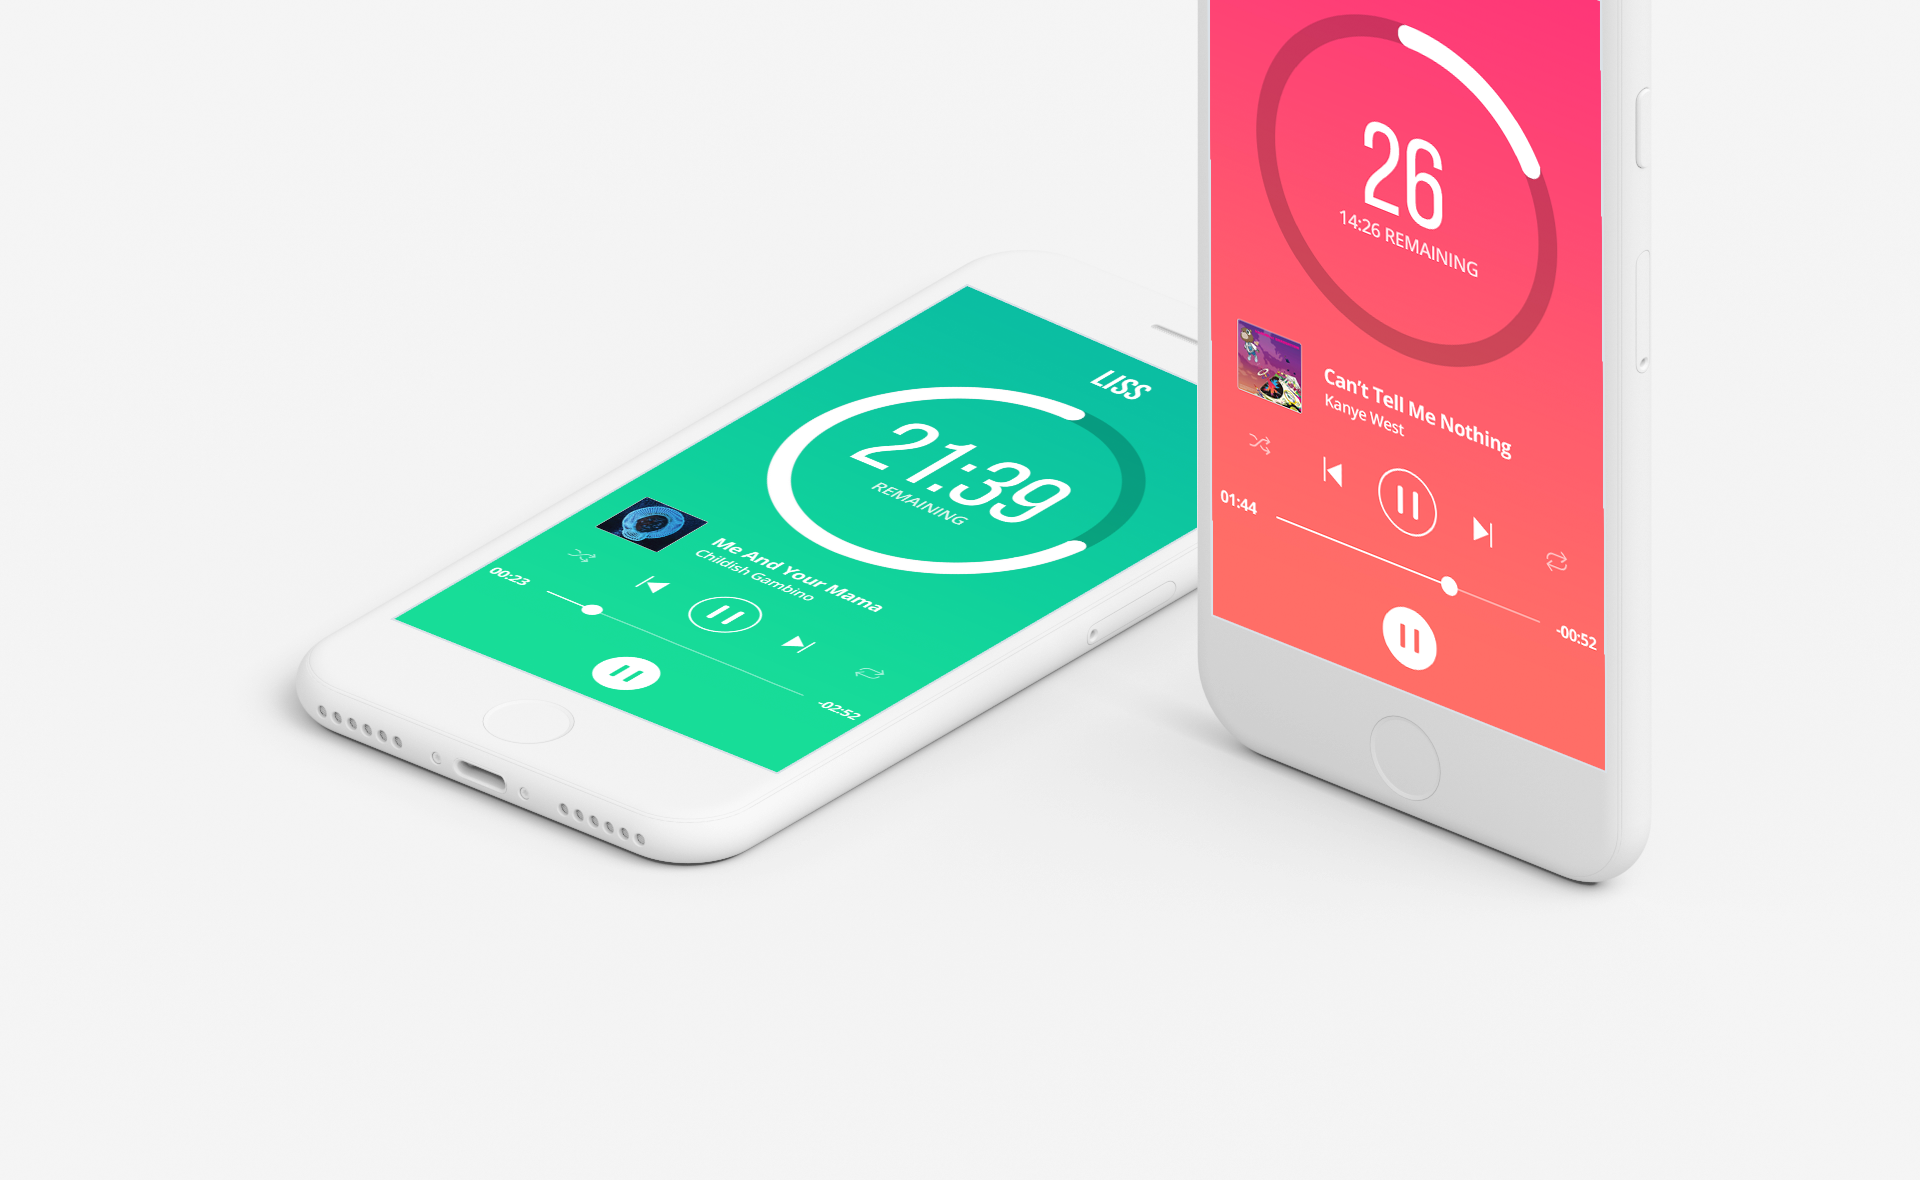 LISS
21:39
REMAINING
Me And Your Mama
Childish Gambino
00:23
-02:52
26
14:26 REMAINING
Can't Tell Me Nothing
Kanye West
01:44
-00:52